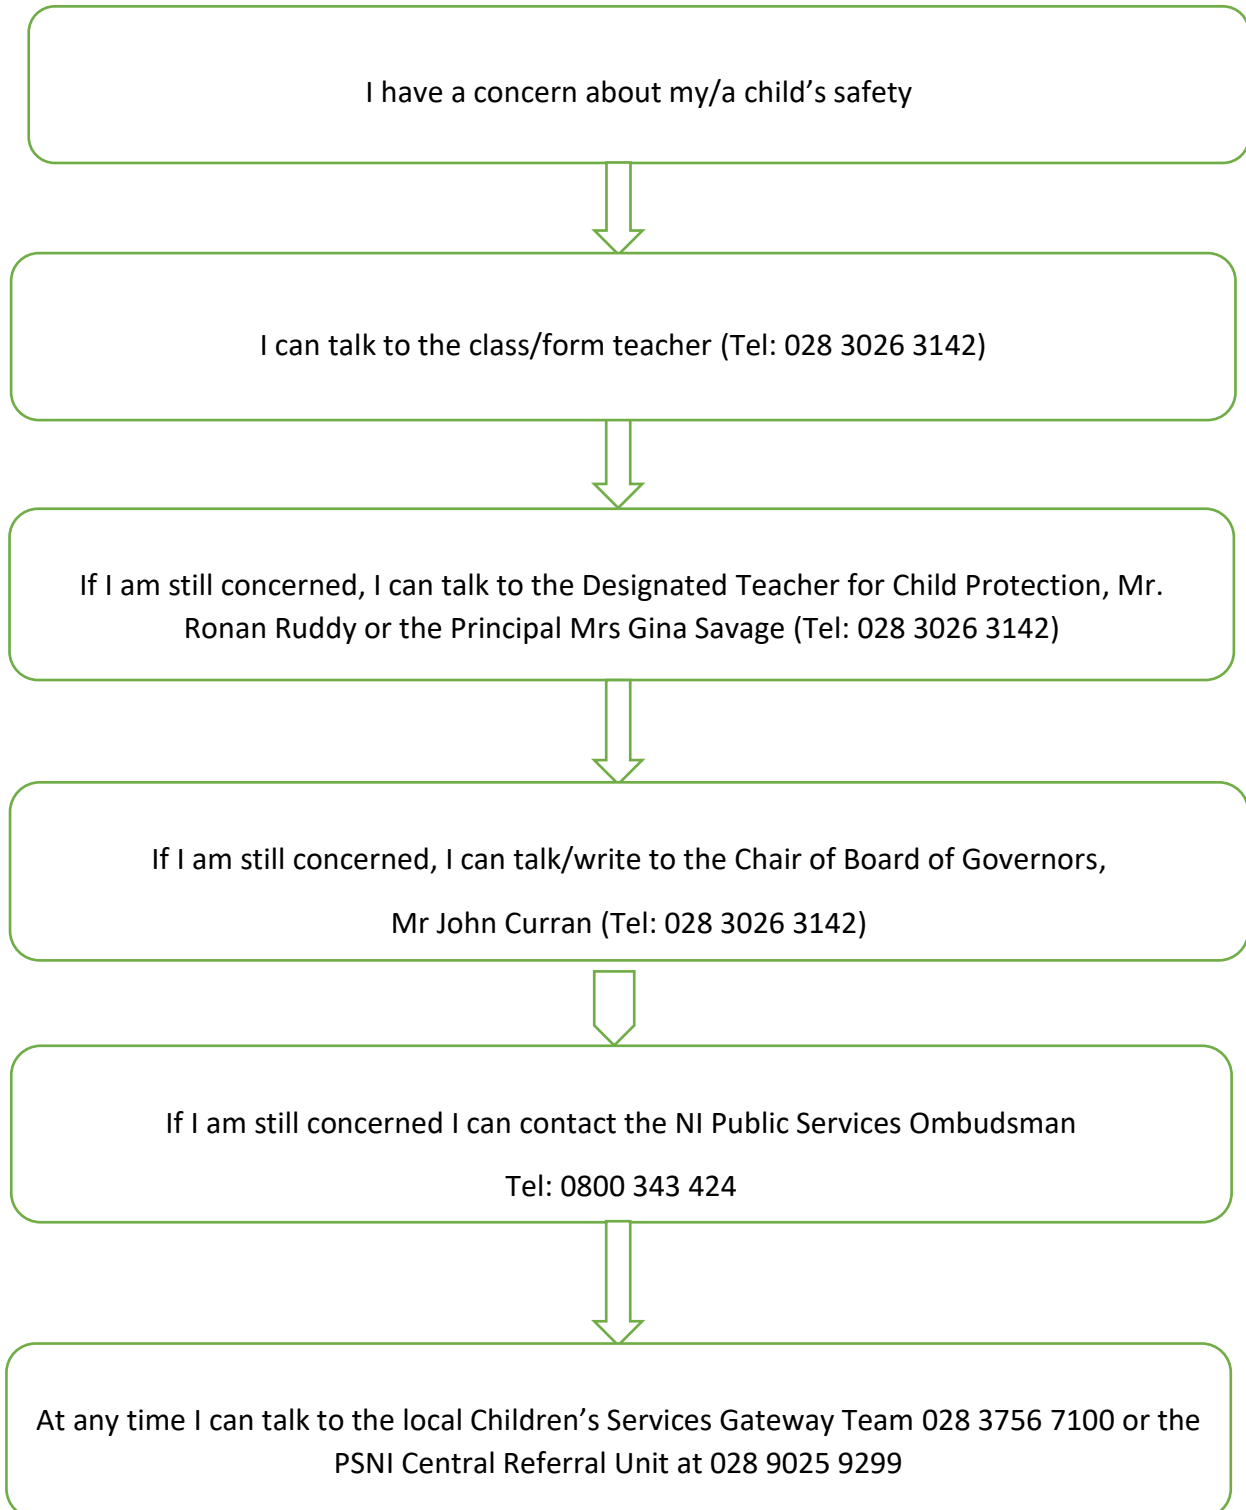 I have a concern about my/a child’s safety
I can talk to the class/form teacher (Tel: 028 3026 3142)
If I am still concerned, I can talk to the Designated Teacher for Child Protection, Mr.
Ronan Ruddy or the Principal Mrs Gina Savage (Tel: 028 3026 3142)
If I am still concerned, I can talk/write to the Chair of Board of Governors,
Mr John Curran (Tel: 028 3026 3142)
If I am still concerned I can contact the NI Public Services Ombudsman
Tel: 0800 343 424
At any time I can talk to the local Children’s Services Gateway Team 028 3756 7100 or the
PSNI Central Referral Unit at 028 9025 9299